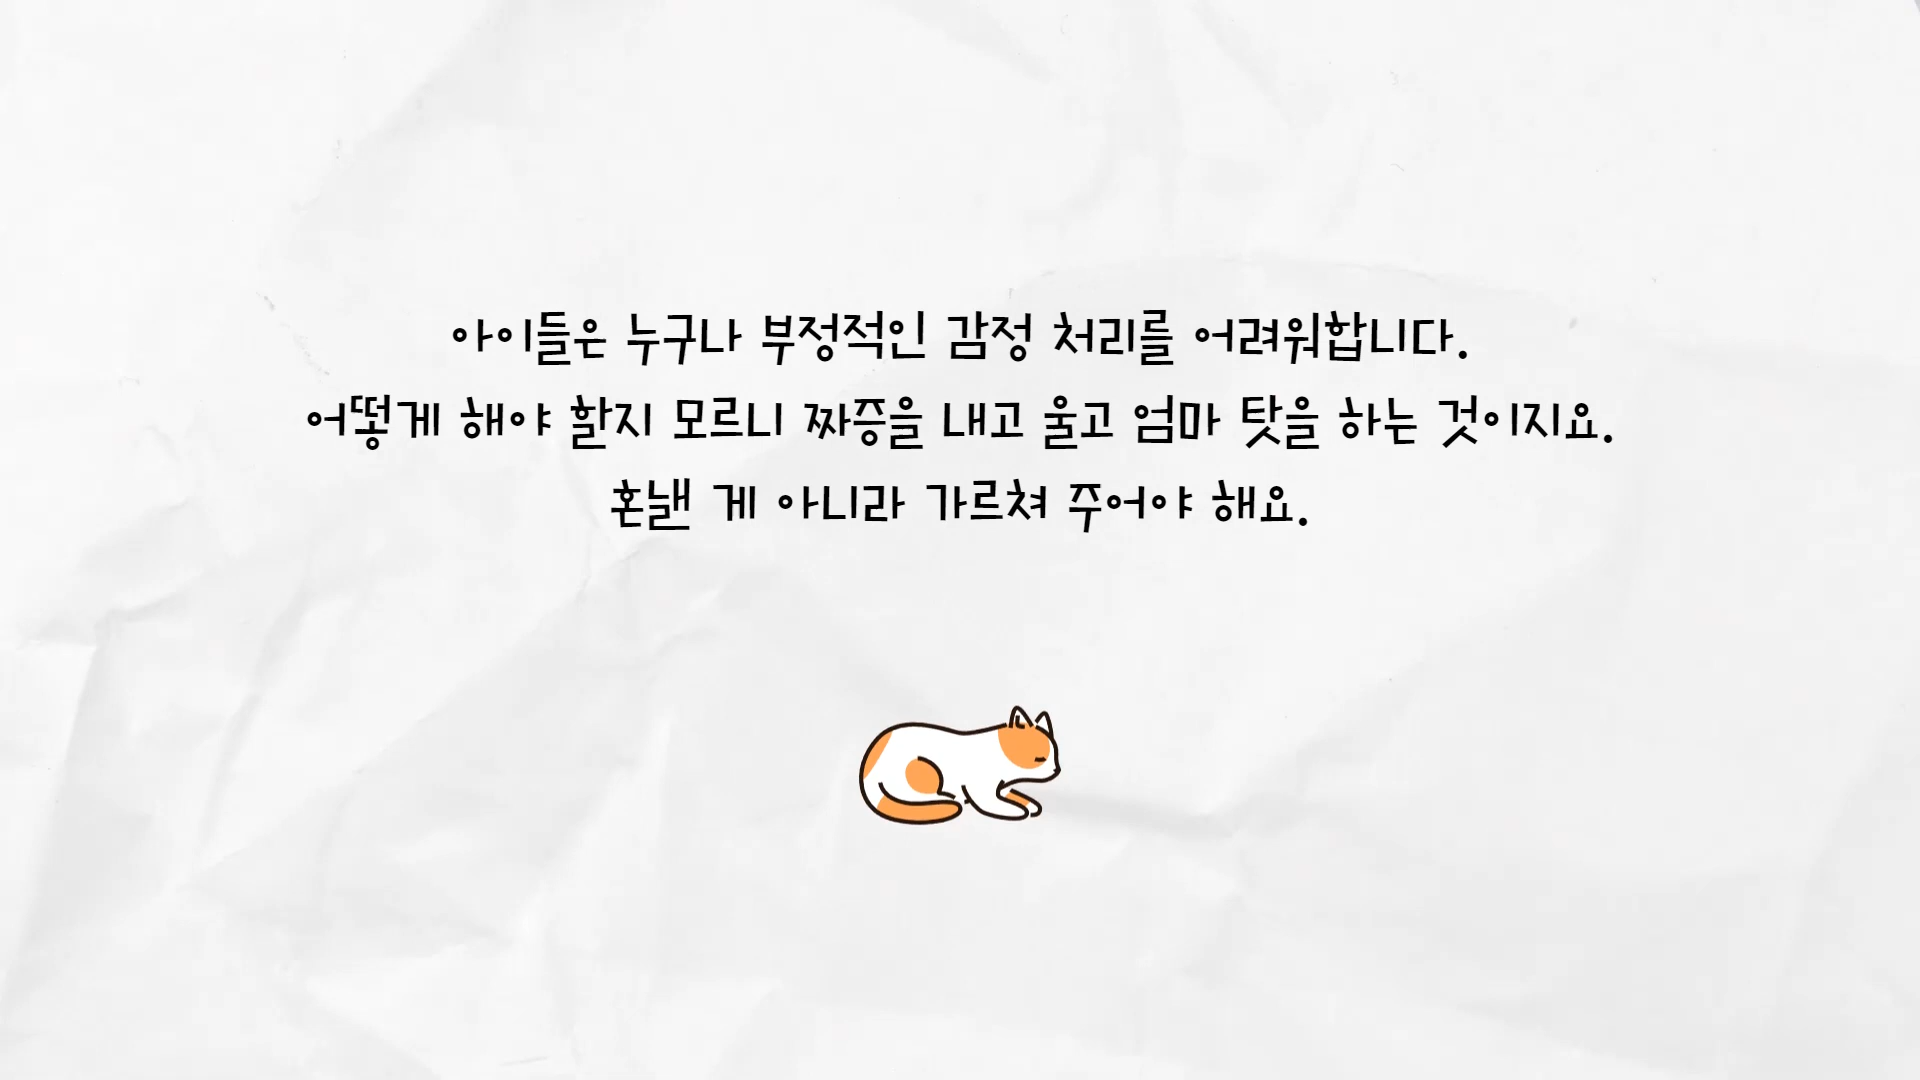 아이들은 누구나 부정적인 감정 처리를 어려워합니다.
어떻게 해야 할지 모르니 짜증을 내고 울고 엄마 탓을 하는 것이지요.
혼낼 게 아니라 가르쳐 주어야 해요.